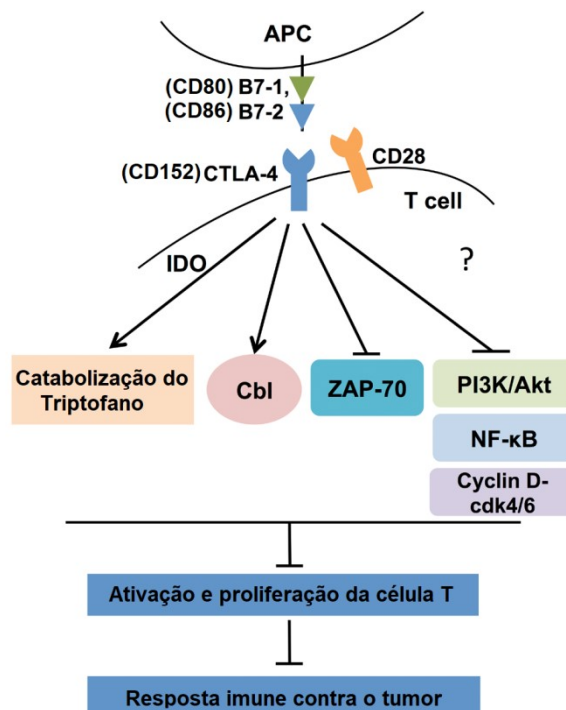 APC
(CD80) B7-1,
(CD86) B7-2
(CD152) CTLA-4
CD28
T cell
IDO
?
Catabolização do
Triptofano
Cbl
ZAP-70
PI3K/Akt
NF-κB
Cyclin D-
cdk4/6
Ativação e proliferação da célula T
Resposta imune contra o tumor